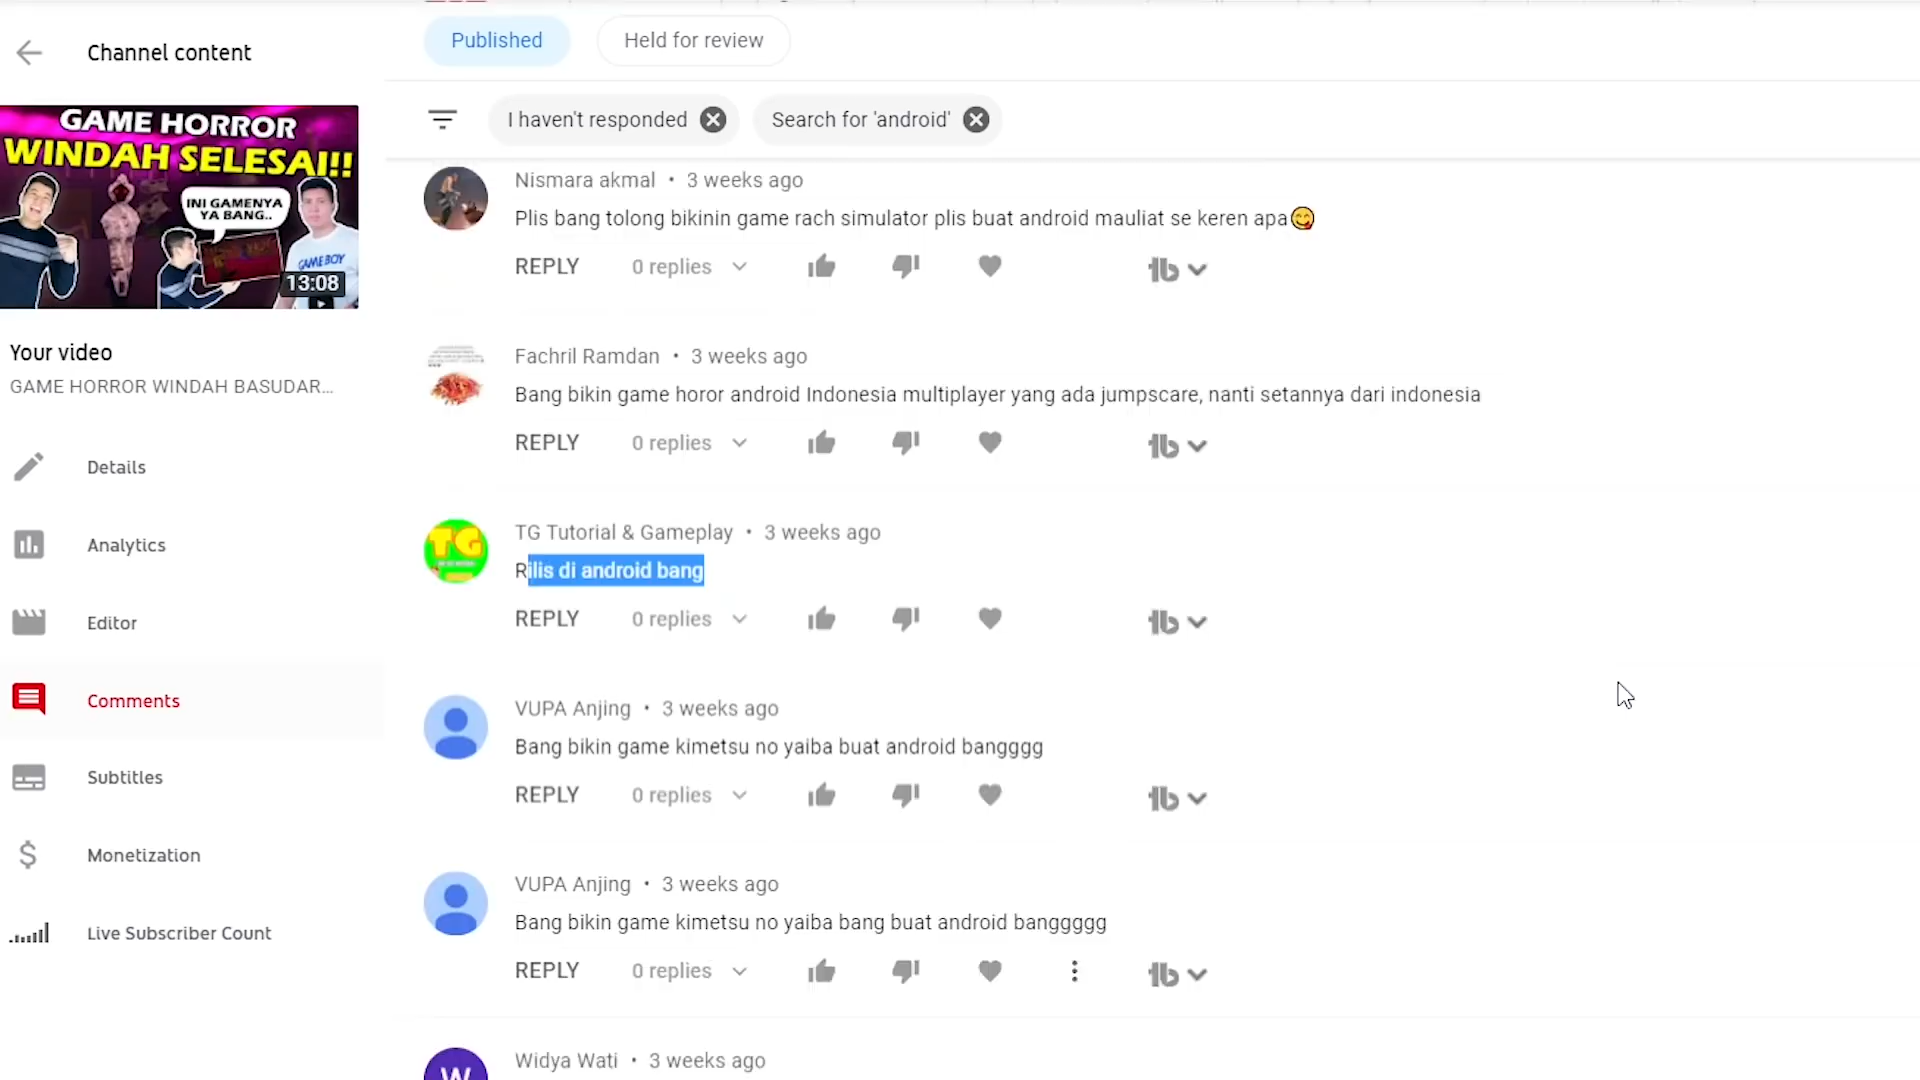 Channel content
Published
Held for review
I haven't responded
Search for 'android'
GAME HORROR
WINDAH SELESAI!!
INI GAMENYA
YA BANG..
GAME BOY
13:08
Your video
GAME HORROR WINDAH BASUDAR...
Details
Analytics
Editor
Comments
Subtitles
Monetization
Live Subscriber Count
Nismara akmal • 3 weeks ago
Plis bang tolong bikinin game rach simulator plis buat android mauliat se keren apa😋
REPLY 0 replies
Fachril Ramdan • 3 weeks ago
Bang bikin game horor android Indonesia multiplayer yang ada jumpscare, nanti setannya dari indonesia
REPLY 0 replies
TG
TG Tutorial & Gameplay • 3 weeks ago
Rilis di android bang
REPLY 0 replies
VUPA Anjing • 3 weeks ago
Bang bikin game kimetsu no yaiba buat android bangggg
REPLY 0 replies
VUPA Anjing • 3 weeks ago
Bang bikin game kimetsu no yaiba bang buat android banggggg
REPLY 0 replies
W
Widya Wati • 3 weeks ago